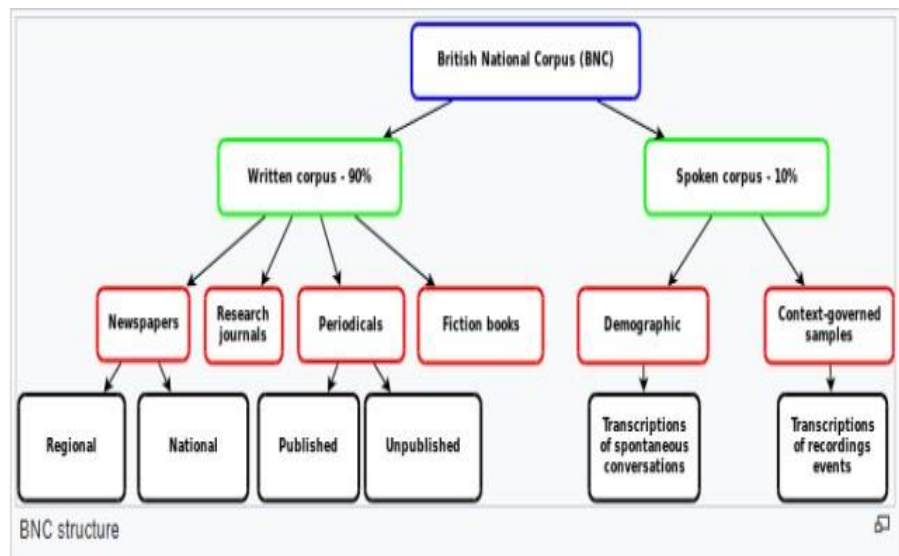 British National Corpus (BNC)
Written corpus - 90%
Spoken corpus - 10%
Newspapers
Research
journals
Periodicals
Fiction books
Demographic
Context-governed
samples
Regional
National
Published
Unpublished
Transcriptions
of spontaneous
conversations
Transcriptions
of recordings
events
BNC structure